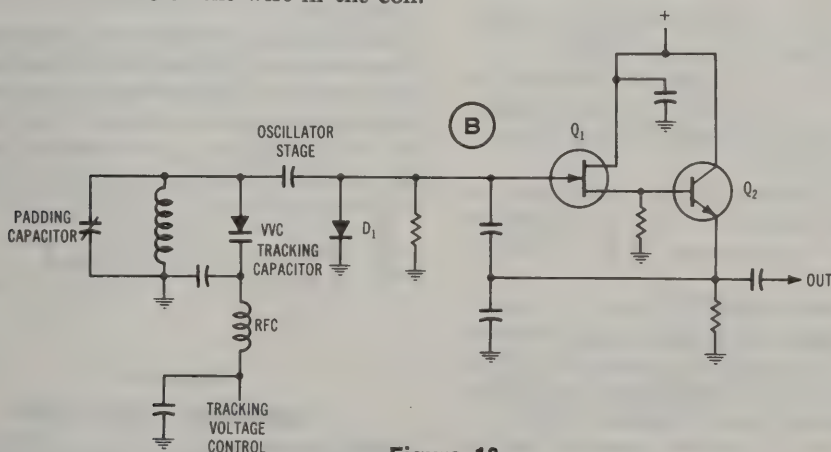 wire in the coil.
+
B
Q1
Q2
OSCILLATOR
STAGE
PADDING
CAPACITOR
VVC
TRACKING
CAPACITOR
D1
OUT
RFC
TRACKING
VOLTAGE
CONTROL
Figure